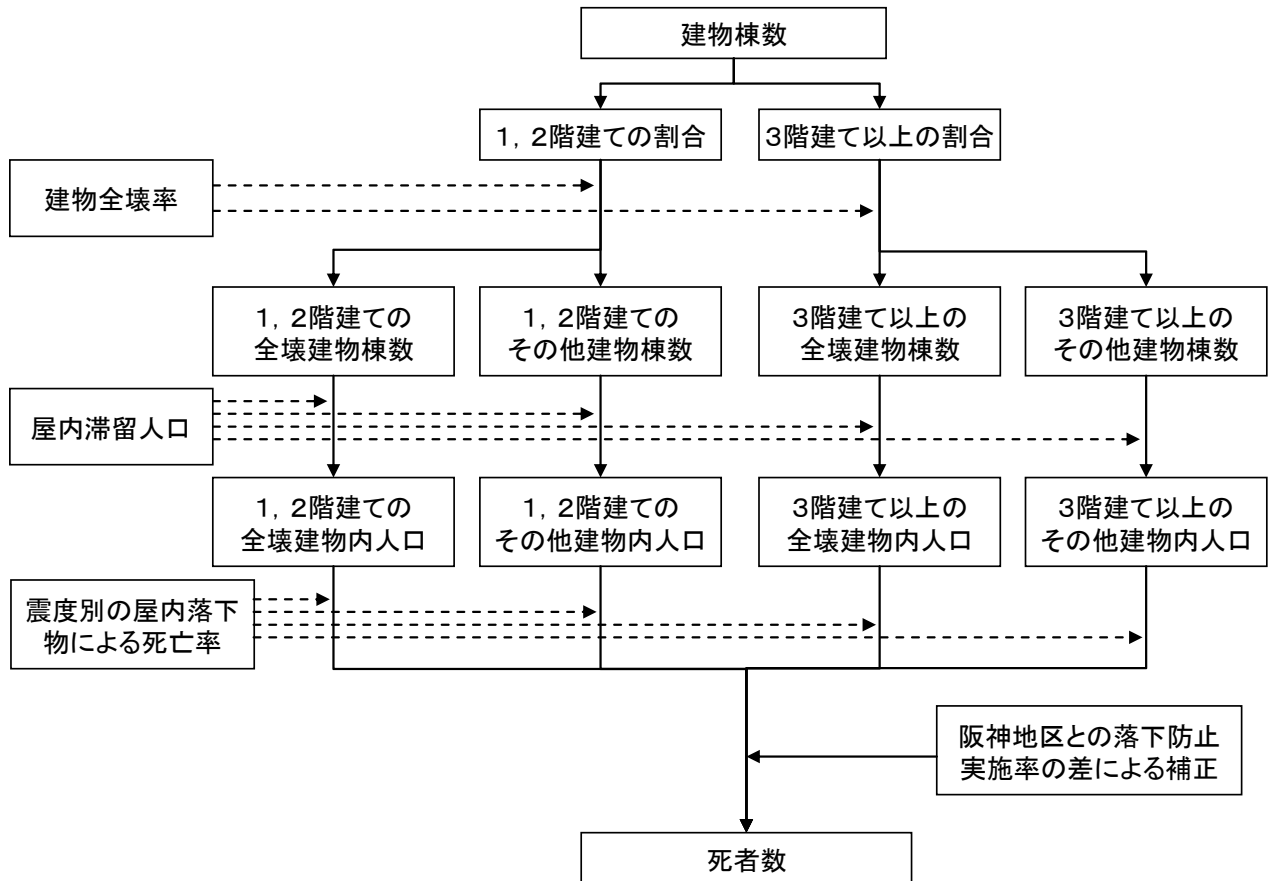 建物棟数
1，2階建ての割合
3階建て以上の割合
建物全壊率
1，2階建ての
全壊建物棟数
1，2階建ての
その他建物棟数
3階建て以上の
全壊建物棟数
3階建て以上の
その他建物棟数
屋内滞留人口
1，2階建ての
全壊建物内人口
1，2階建ての
その他建物内人口
3階建て以上の
全壊建物内人口
3階建て以上の
その他建物内人口
震度別の屋内落下
物による死亡率
阪神地区との落下防止
実施率の差による補正
死者数